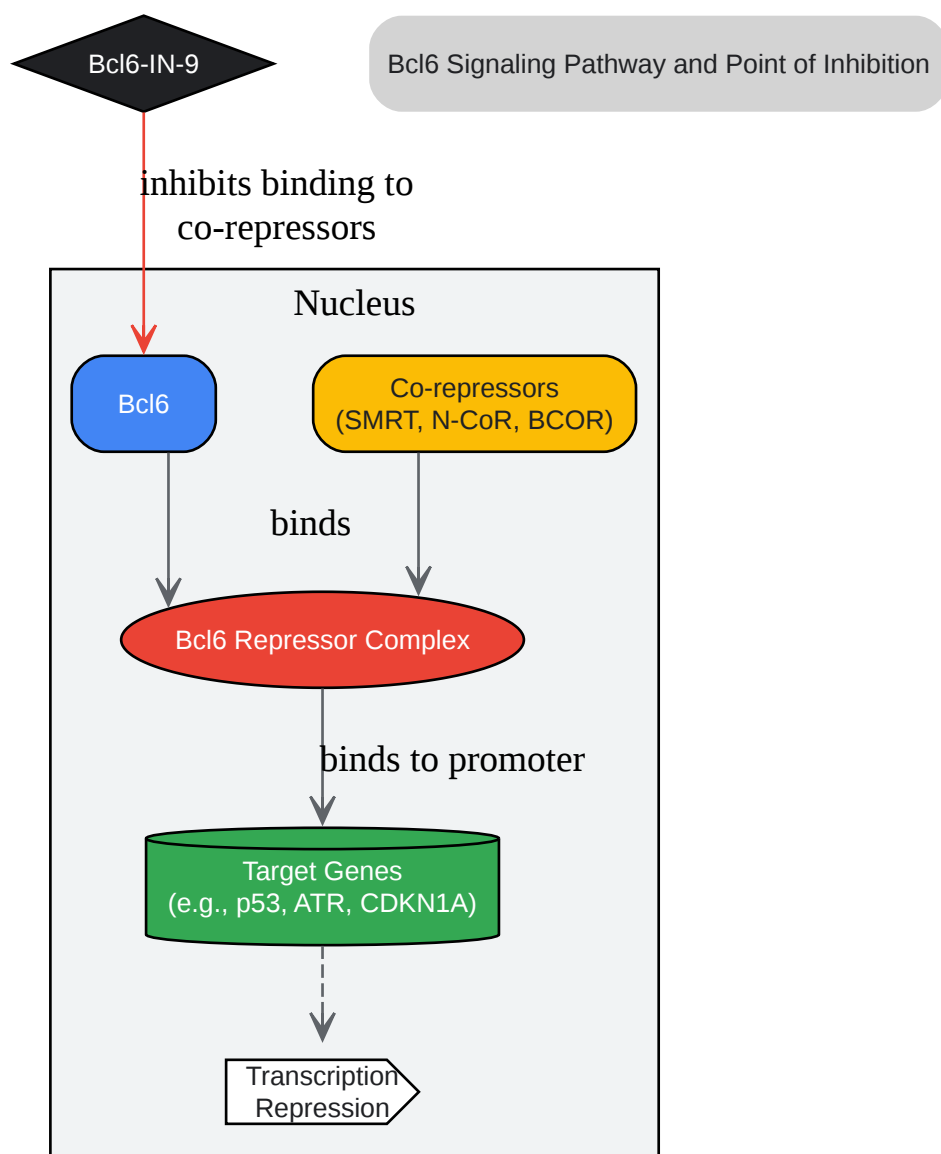 Bcl6-IN-9
Bcl6 Signaling Pathway and Point of Inhibition
inhibits binding to
co-repressors
Nucleus
Bcl6
Co-repressors
(SMRT, N-CoR, BCOR)
binds
Bcl6 Repressor Complex
binds to promoter
Target Genes
(e.g., p53, ATR, CDKN1A)
Transcription
Repression